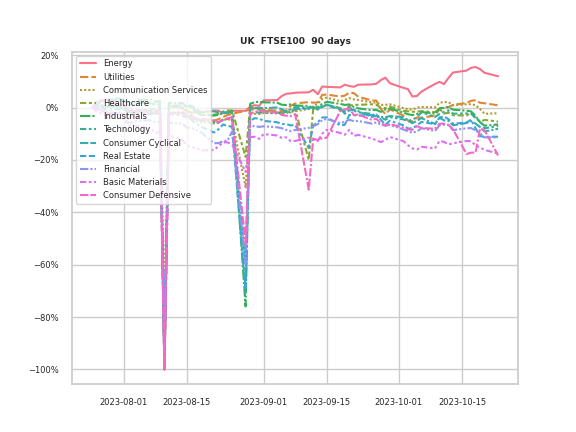 UK FTSE100 90 days
20%
0%
−20%
−40%
−60%
−80%
−100%
Energy
Utilities
Communication Services
Healthcare
Industrials
Technology
Consumer Cyclical
Real Estate
Financial
Basic Materials
Consumer Defensive
2023-08-01
2023-08-15
2023-09-01
2023-09-15
2023-10-01
2023-10-15